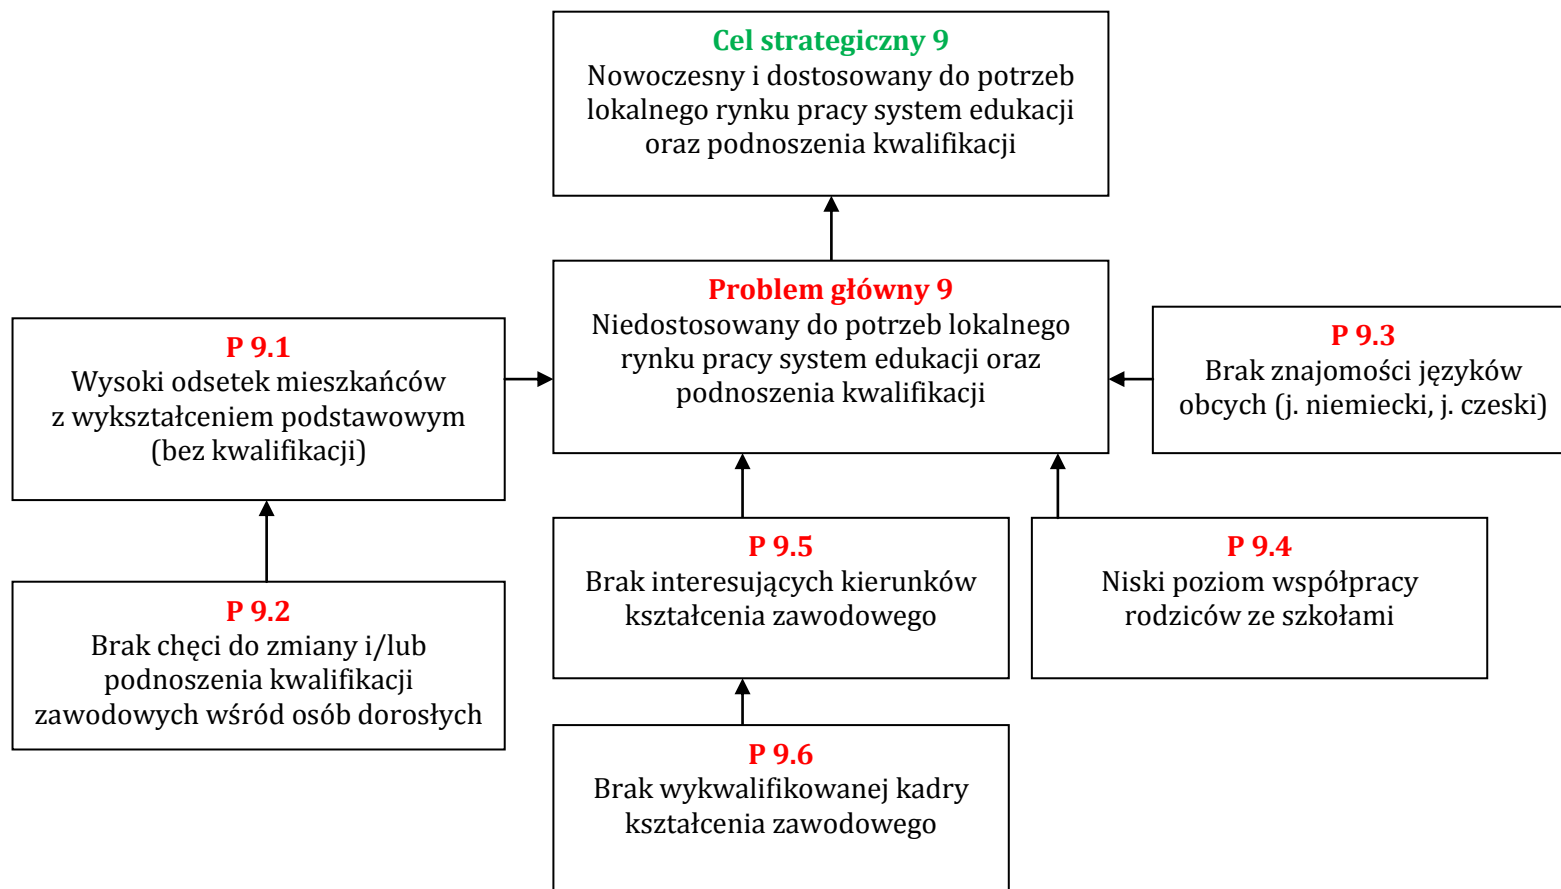 Cel strategiczny 9
Nowoczesny i dostosowany do potrzeb
lokalnego rynku pracy system edukacji
oraz podnoszenia kwalifikacji
Problem główny 9
Niedostosowany do potrzeb lokalnego
rynku pracy system edukacji oraz
podnoszenia kwalifikacji
P 9.1
Wysoki odsetek mieszkańców
z wykształceniem podstawowym
(bez kwalifikacji)
P 9.3
Brak znajomości języków
obcych (j. niemiecki, j. czeski)
P 9.2
Brak chęci do zmiany i/lub
podnoszenia kwalifikacji
zawodowych wśród osób dorosłych
P 9.5
Brak interesujących kierunków
kształcenia zawodowego
P 9.4
Niski poziom współpracy
rodziców ze szkołami
P 9.6
Brak wykwalifikowanej kadry
kształcenia zawodowego